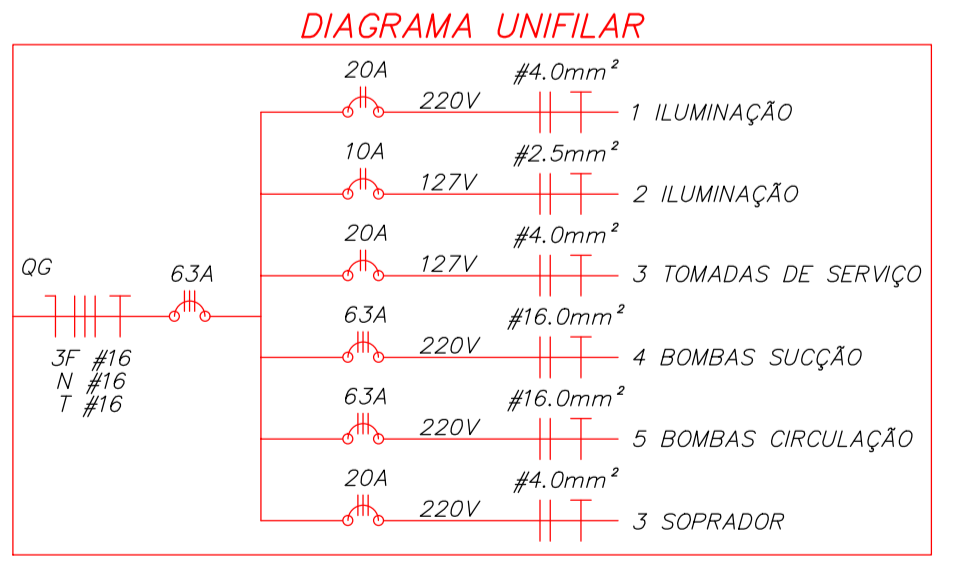 DIAGRAMA UNIFILAR
20A
220V
#4.0mm²
1 ILUMINAÇÃO
10A
127V
#2.5mm²
2 ILUMINAÇÃO
20A
127V
#4.0mm²
3 TOMADAS DE SERVIÇO
QG
63A
3F #16
N #16
T #16
63A
220V
#16.0mm²
4 BOMBAS SUCÇÃO
63A
220V
#16.0mm²
5 BOMBAS CIRCULAÇÃO
20A
220V
#4.0mm²
3 SOPRADOR